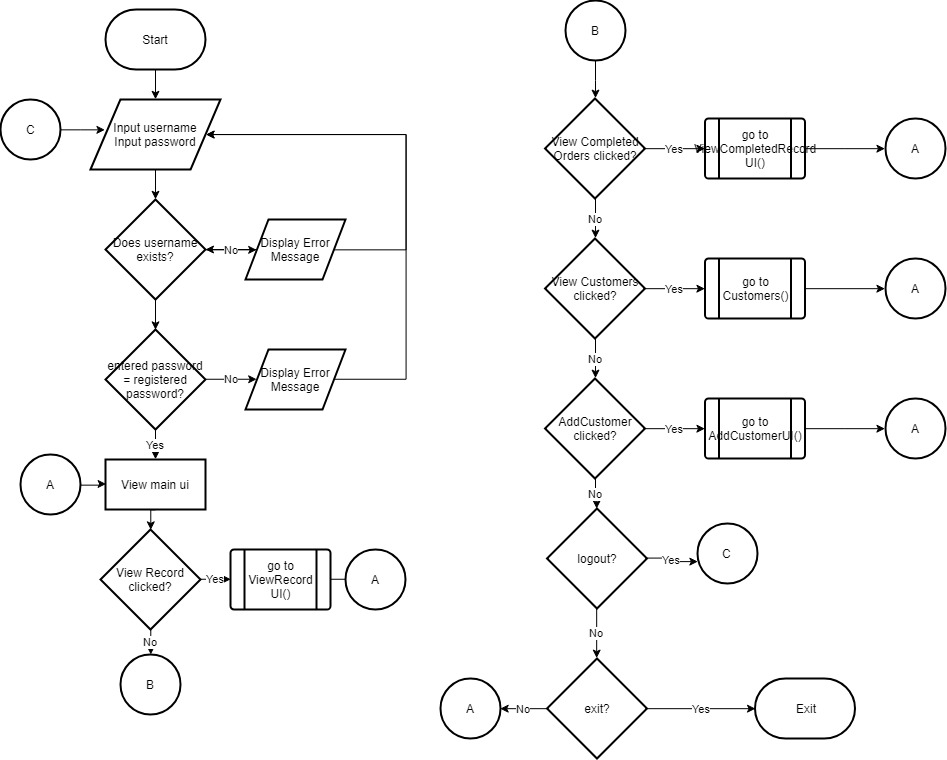 Start
C
Input username
Input password
Does username
exists?
No
Display Error
Message
entered password
= registered
password?
No
Display Error
Message
Yes
A
View main ui
View Record
clicked?
Yes
go to
ViewRecord
UI()
A
No
B
B
View Completed
Orders clicked?
Yes
go to
ViewCompletedRecord
UI()
A
No
View Customers
clicked?
Yes
go to
Customers()
A
No
AddCustomer
clicked?
Yes
go to
AddCustomerUI()
A
No
logout?
Yes
C
No
A
No
exit?
Yes
Exit